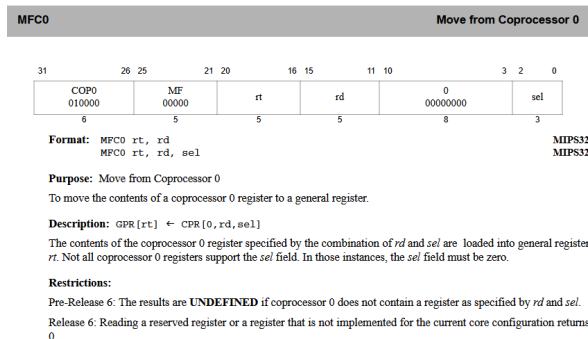 MFC0 Move from Coprocessor 0
31 26 25 21 20 16 15 11 10 3 2 0
COP0 MF rt rd 0 sel
010000 00000 00000000
6 5 5 5 8 3
Format: MFC0 rt, rd MIPS32
MFC0 rt, rd, sel MIPS32
Purpose: Move from Coprocessor 0
To move the contents of a coprocessor 0 register to a general register.
Description: GPR[rt] ← CPR[0,rd,sel]
The contents of the coprocessor 0 register specified by the combination of rd and sel are loaded into general register
rt. Not all coprocessor 0 registers support the sel field. In those instances, the sel field must be zero.
Restrictions:
Pre-Release 6: The results are UNDEFINED if coprocessor 0 does not contain a register as specified by rd and sel.
Release 6: Reading a reserved register or a register that is not implemented for the current core configuration returns
0